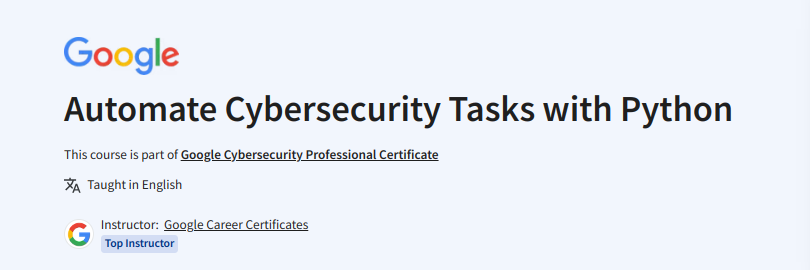 Google
Automate Cybersecurity Tasks with Python
This course is part of Google Cybersecurity Professional Certificate
Taught in English
Instructor: Google Career Certificates
Top Instructor